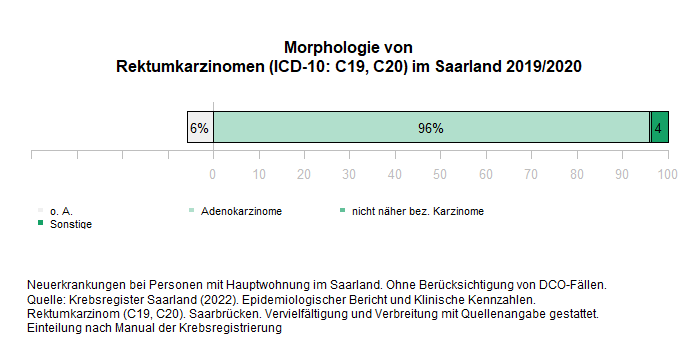 Morphologie von
Rektumkarzinomen (ICD-10: C19, C20) im Saarland 2019/2020
6% 96% 4
0 10 20 30 40 50 60 70 80 90 100
o. A. Adenokarzinome nicht näher bez. Karzinome
Sonstige
Neuerkrankungen bei Personen mit Hauptwohnung im Saarland. Ohne Berücksichtigung von DCO-Fällen.
Quelle: Krebsregister Saarland (2022). Epidemiologischer Bericht und Klinische Kennzahlen.
Rektumkarzinom (C19, C20). Saarbrücken. Vervielfältigung und Verbreitung mit Quellenangabe gestattet.
Einteilung nach Manual der Krebsregistrierung